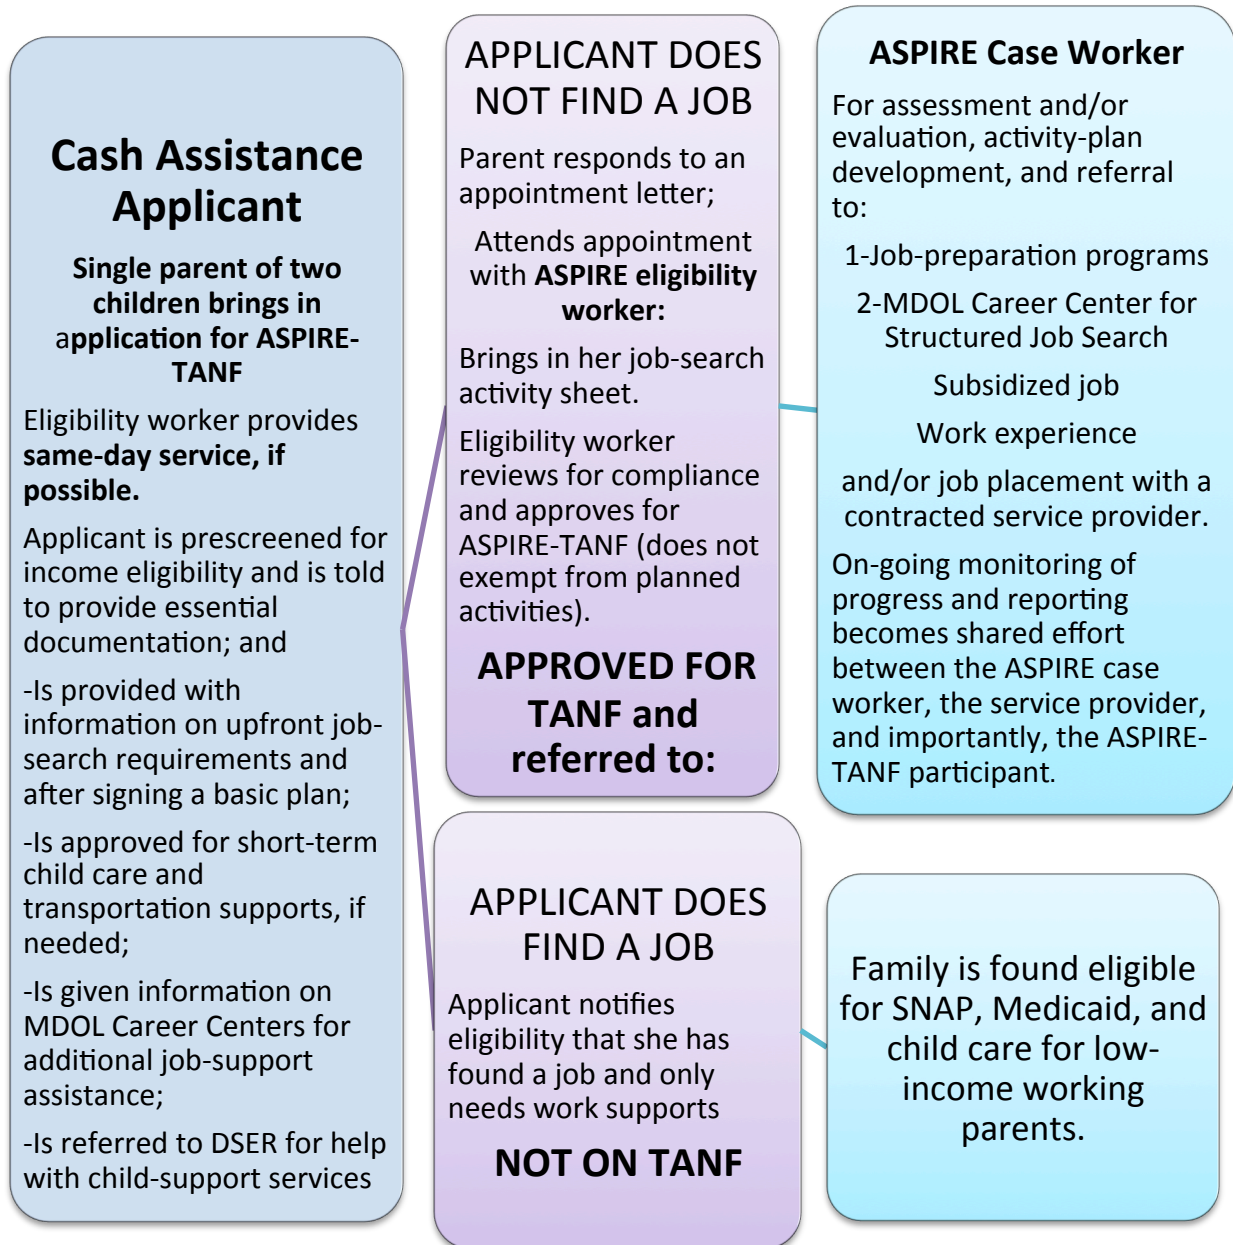 Cash Assistance
Applicant
Single parent of two
children brings in
application for ASPIRE-
TANF
Eligibility worker provides
same-day service, if
possible.
Applicant is prescreened for
income eligibility and is told
to provide essential
documentation; and
-Is provided with
information on upfront job-
search requirements and
after signing a basic plan;
-Is approved for short-term
child care and
transportation supports, if
needed;
-Is given information on
MDOL Career Centers for
additional job-support
assistance;
-Is referred to DSER for help
with child-support services
APPLICANT DOES
NOT FIND A JOB
Parent responds to an
appointment letter;
Attends appointment
with ASPIRE eligibility
worker:
Brings in her job-search
activity sheet.
Eligibility worker
reviews for compliance
and approves for
ASPIRE-TANF (does not
exempt from planned
activities).
APPROVED FOR
TANF and
referred to:
ASPIRE Case Worker
For assessment and/or
evaluation, activity-plan
development, and referral
to:
1-Job-preparation programs
2-MDOL Career Center for
Structured Job Search
Subsidized job
Work experience
and/or job placement with a
contracted service provider.
On-going monitoring of
progress and reporting
becomes shared effort
between the ASPIRE case
worker, the service provider,
and importantly, the ASPIRE-
TANF participant.
APPLICANT DOES
FIND A JOB
Applicant notifies
eligibility that she has
found a job and only
needs work supports
NOT ON TANF
Family is found eligible
for SNAP, Medicaid, and
child care for low-
income working
parents.